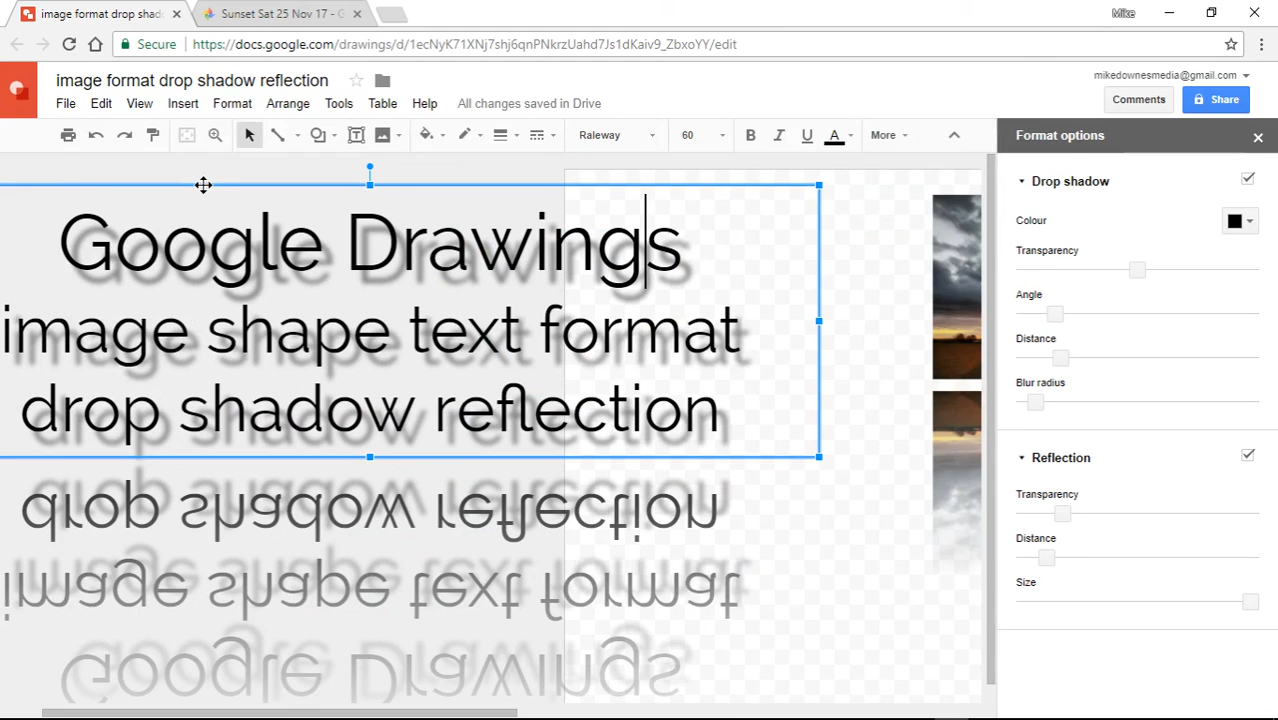 image format drop shad
Sunset Sat 25 Nov 17 - G
Mike
Secure
https://docs.google.com/drawings/d/1ecNyK71XNj7shj6qnPNkrzUahd7Js1dKaiv9_ZbxoYY/edit
image format drop shadow reflection
mikedownesmedia@gmail.com
File Edit View Insert Format Arrange Tools Table Help All changes saved in Drive
Comments
Share
Raleway
60
B I U A
More
Format options
Drop shadow
Colour
Transparency
Angle
Distance
Blur radius
Reflection
Transparency
Distance
Size
Google Drawings
image shape text format
drop shadow reflection
drop shadow reflection
image shape text format
Google Drawings